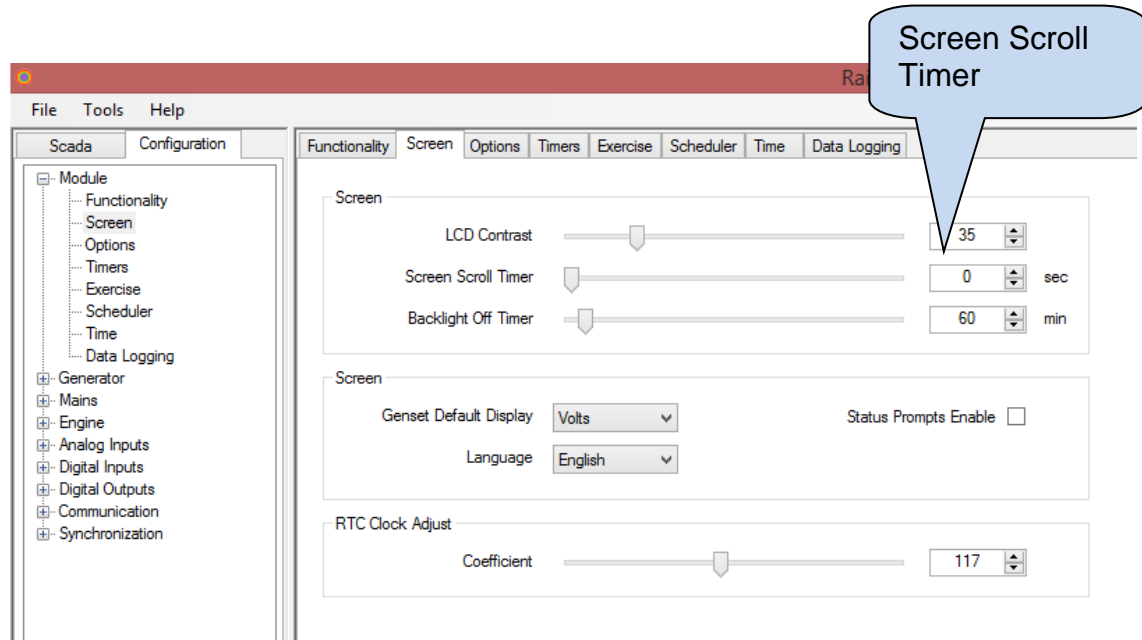 Screen Scroll
Timer
Rai
File Tools Help
Scada Configuration
Functionality Screen Options Timers Exercise Scheduler Time Data Logging
Module
Functionality
Screen
Options
Timers
Exercise
Scheduler
Time
Data Logging
Generator
Mains
Engine
Analog Inputs
Digital Inputs
Digital Outputs
Communication
Synchronization
Screen
LCD Contrast 35
Screen Scroll Timer 0 sec
Backlight Off Timer 60 min
Screen
Genset Default Display Volts Status Prompts Enable
Language English
RTC Clock Adjust
Coefficient 117